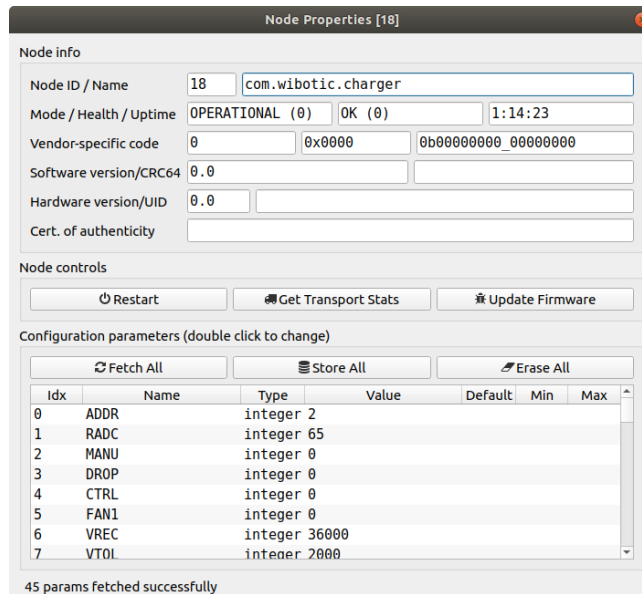 Node Properties [18]
Node info
Node ID / Name 18 com.wibotic.charger
Mode / Health / Uptime OPERATIONAL (0) OK (0) 1:14:23
Vendor-specific code 0 0x0000 0b00000000_00000000
Software version/CRC64 0.0
Hardware version/UID 0.0
Cert. of authenticity
Node controls
Restart Get Transport Stats Update Firmware
Configuration parameters (double click to change)
Fetch All Store All Erase All
Idx Name Type Value Default Min Max
0 ADDR integer 2
1 RADC integer 65
2 MANU integer 0
3 DROP integer 0
4 CTRL integer 0
5 FAN1 integer 0
6 VREC integer 36000
7 VTOL integer 2000
45 params fetched successfully